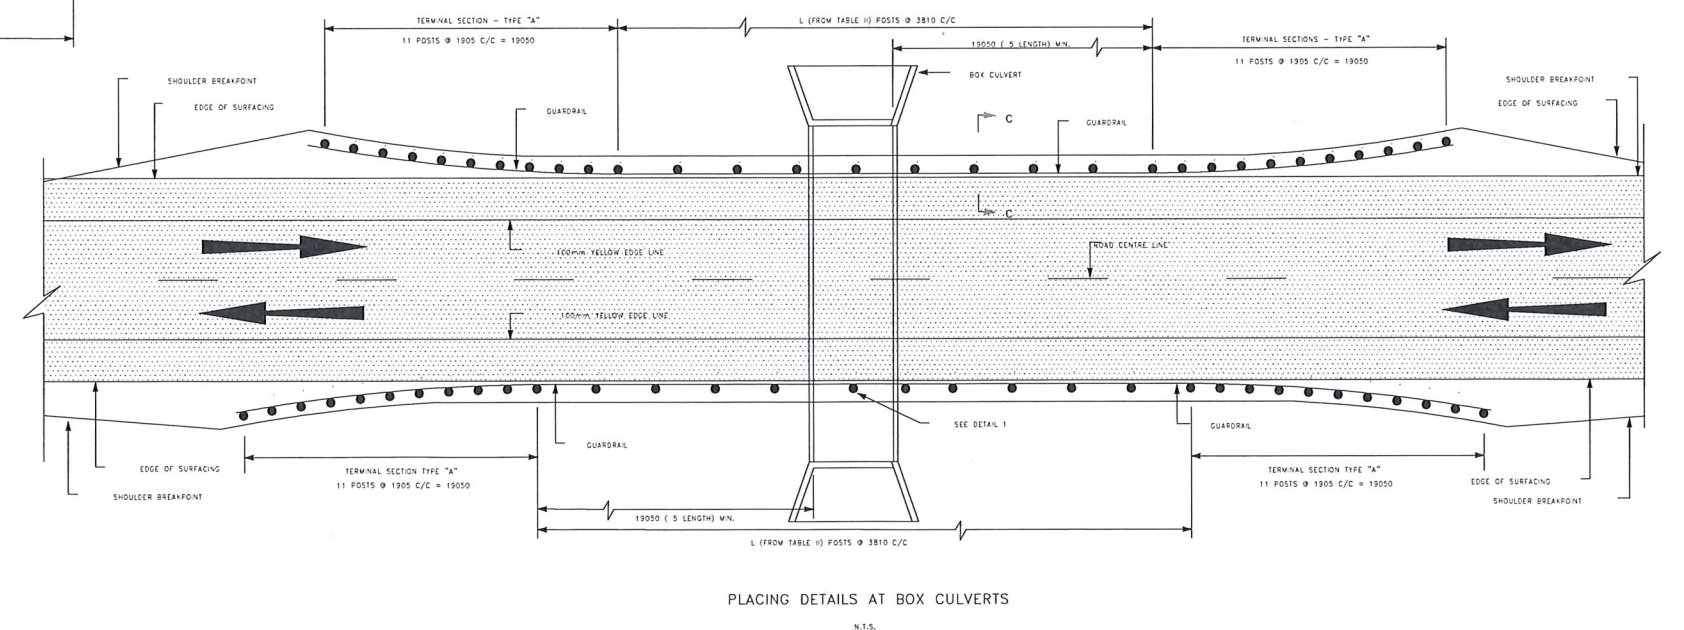 TERMINAL SECTION - TYPE "A"
11 POSTS @ 1905 C/C = 19050
L (FROM TABLE II) POSTS @ 3810 C/C
19050 ( 5 LENGTH) MIN.
TERMINAL SECTIONS - TYPE "A"
11 POSTS @ 1905 C/C = 19050
SHOULDER BREAKPOINT
EDGE OF SURFACING
GUARDRAIL
BOX CULVERT
C
GUARDRAIL
SHOULDER BREAKPOINT
EDGE OF SURFACING
C
100mm YELLOW EDGE LINE
ROAD CENTRE LINE
100mm YELLOW EDGE LINE
SEE DETAIL 1
GUARDRAIL
GUARDRAIL
EDGE OF SURFACING
SHOULDER BREAKPOINT
TERMINAL SECTION TYPE "A"
11 POSTS @ 1905 C/C = 19050
TERMINAL SECTION TYPE "A"
11 POSTS @ 1905 C/C = 19050
EDGE OF SURFACING
SHOULDER BREAKPOINT
19050 ( 5 LENGTH) MIN.
L (FROM TABLE II) POSTS @ 3810 C/C
PLACING DETAILS AT BOX CULVERTS
N.T.S.